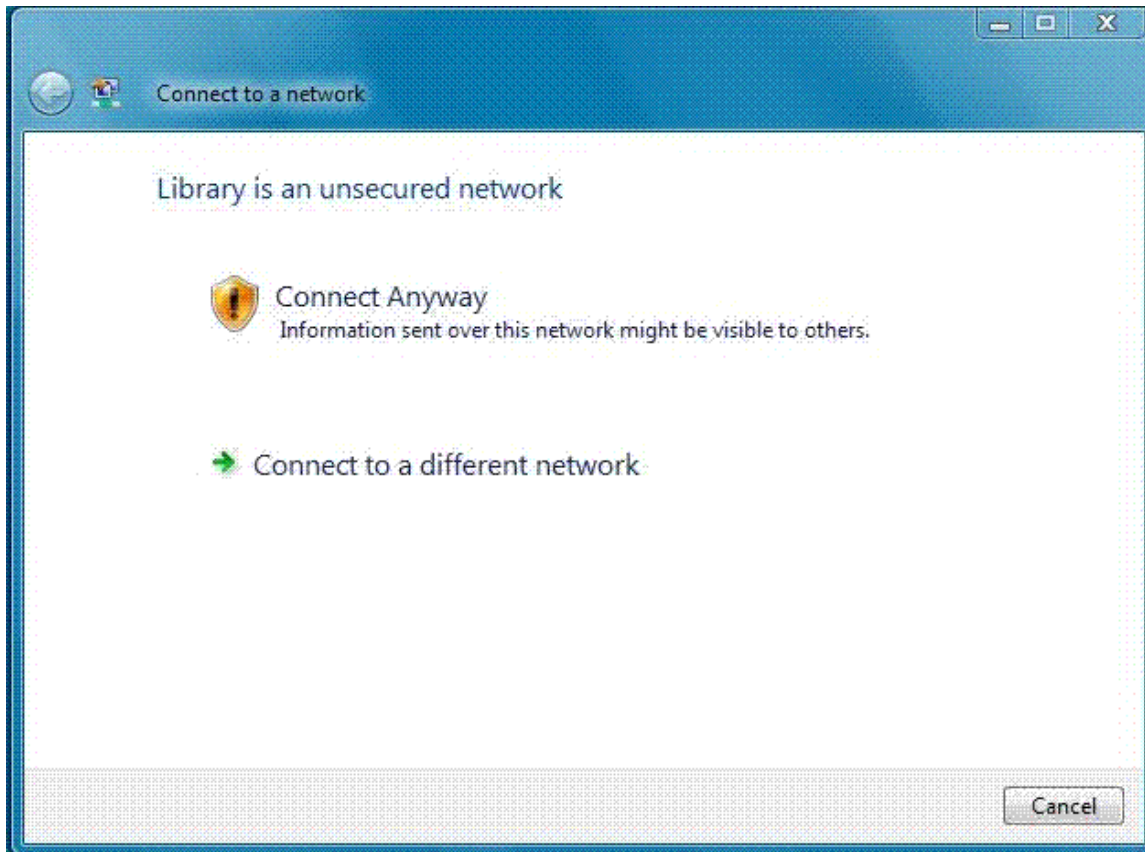 Connect to a network
Library is an unsecured network
Connect Anyway
Information sent over this network might be visible to others.
Connect to a different network
Cancel